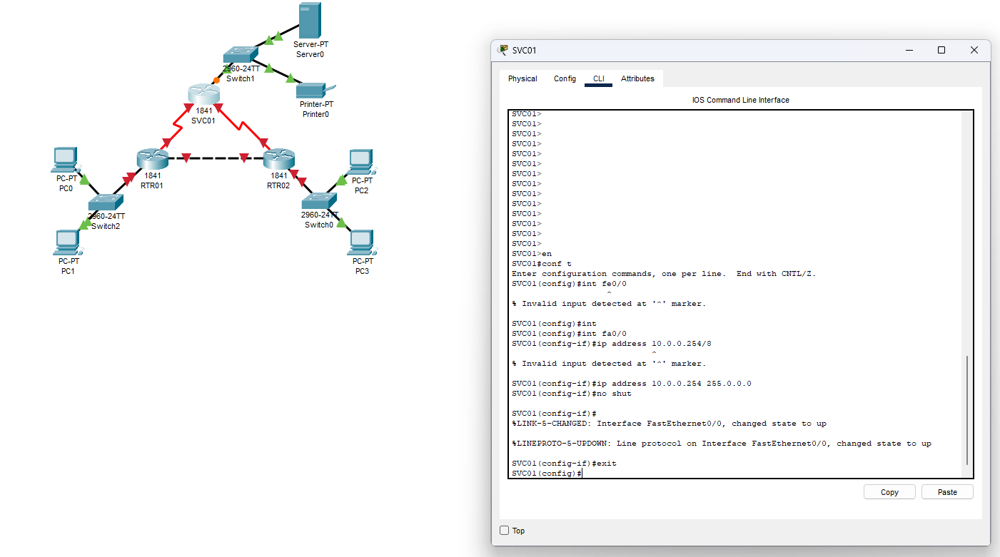 Server-PT
Server0
2960-24TT
Switch1
Printer-PT
Printer0
1841
SVC01
PC-PT
PC0
1841
RTR01
1841
RTR02
PC-PT
PC2
2960-24TT
Switch2
2960-24TT
Switch0
PC-PT
PC1
PC-PT
PC3
SVC01
Physical Config CLI Attributes
IOS Command Line Interface
SVC01>
SVC01>
SVC01>
SVC01>
SVC01>
SVC01>
SVC01>
SVC01>
SVC01>
SVC01>
SVC01>
SVC01>
SVC01>
SVC01>
SVC01>en
SVC01#conf t
Enter configuration commands, one per line.  End with CNTL/Z.
SVC01(config)#int fe0/0
^
% Invalid input detected at '^' marker.
SVC01(config)#int
SVC01(config)#int fa0/0
SVC01(config-if)#ip address 10.0.0.254/8
^
% Invalid input detected at '^' marker.
SVC01(config-if)#ip address 10.0.0.254 255.0.0.0
SVC01(config-if)#no shut
SVC01(config-if)#
%LINK-5-CHANGED: Interface FastEthernet0/0, changed state to up
%LINEPROTO-5-UPDOWN: Line protocol on Interface FastEthernet0/0, changed state to up
SVC01(config-if)#exit
SVC01(config)#
Copy Paste
Top